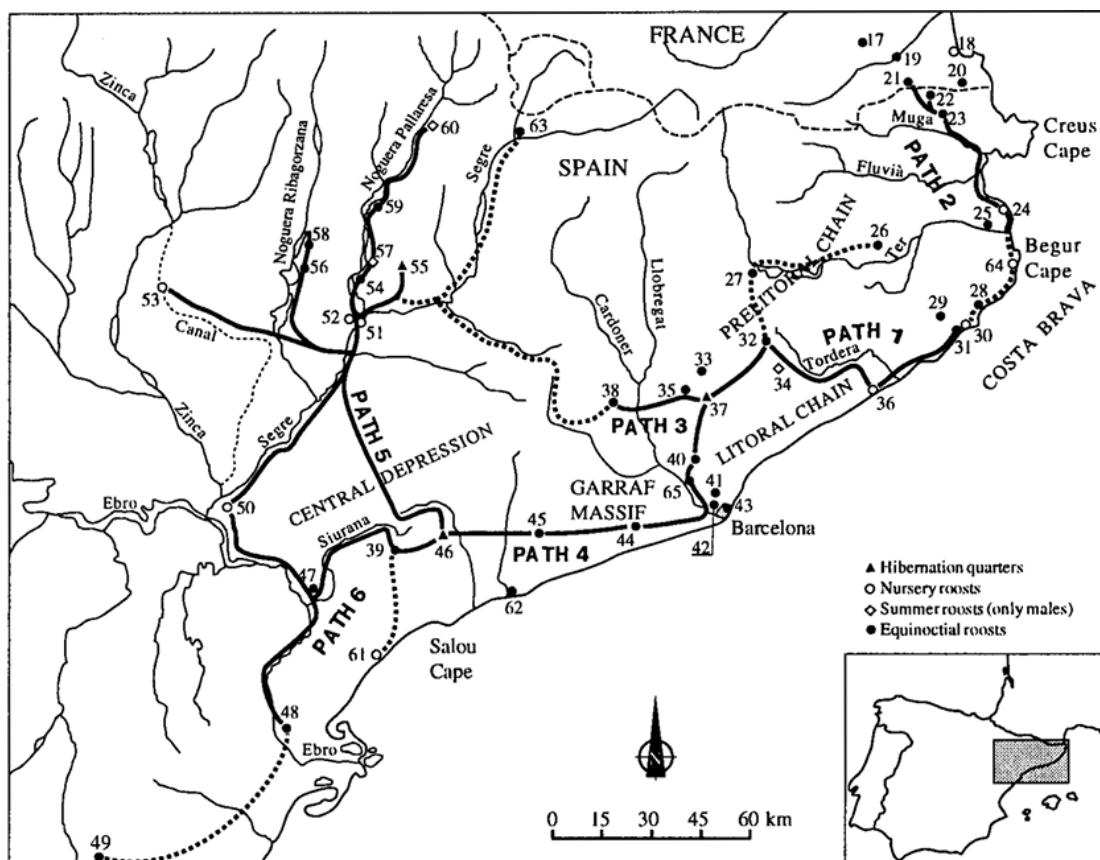 FRANCE
17
18
19
20
21
22
23
Zinca
Muga
Creus
Cape
60
63
Noguera Pallaresa
Segre
SPAIN
Fluvià
PATH 2
Noguera Ribagorzana
59
58
57
56
55
54
53
52
51
24
25
26
27
Ter
Begur
Cape
64
28
29
30
31
COSTA BRAVA
Llobregat
Cardoner
PRELITORAL CHAIN
PATH 1
Tordera
32
33
34
35
36
37
38
PATH 3
LITORAL CHAIN
Canal
Zinca
Segre
PATH 5
CENTRAL DEPRESSION
40
41
65
GARRAF
MASSIF
43
Barcelona
42
Ebro
50
Siurana
39
46
45
44
PATH 4
47
PATH 6
62
61
Salou
Cape
48
Ebro
49
▲ Hibernation quarters
○ Nursery roosts
◇ Summer roosts (only males)
● Equinoctial roosts
N
0 15 30 45 60 km